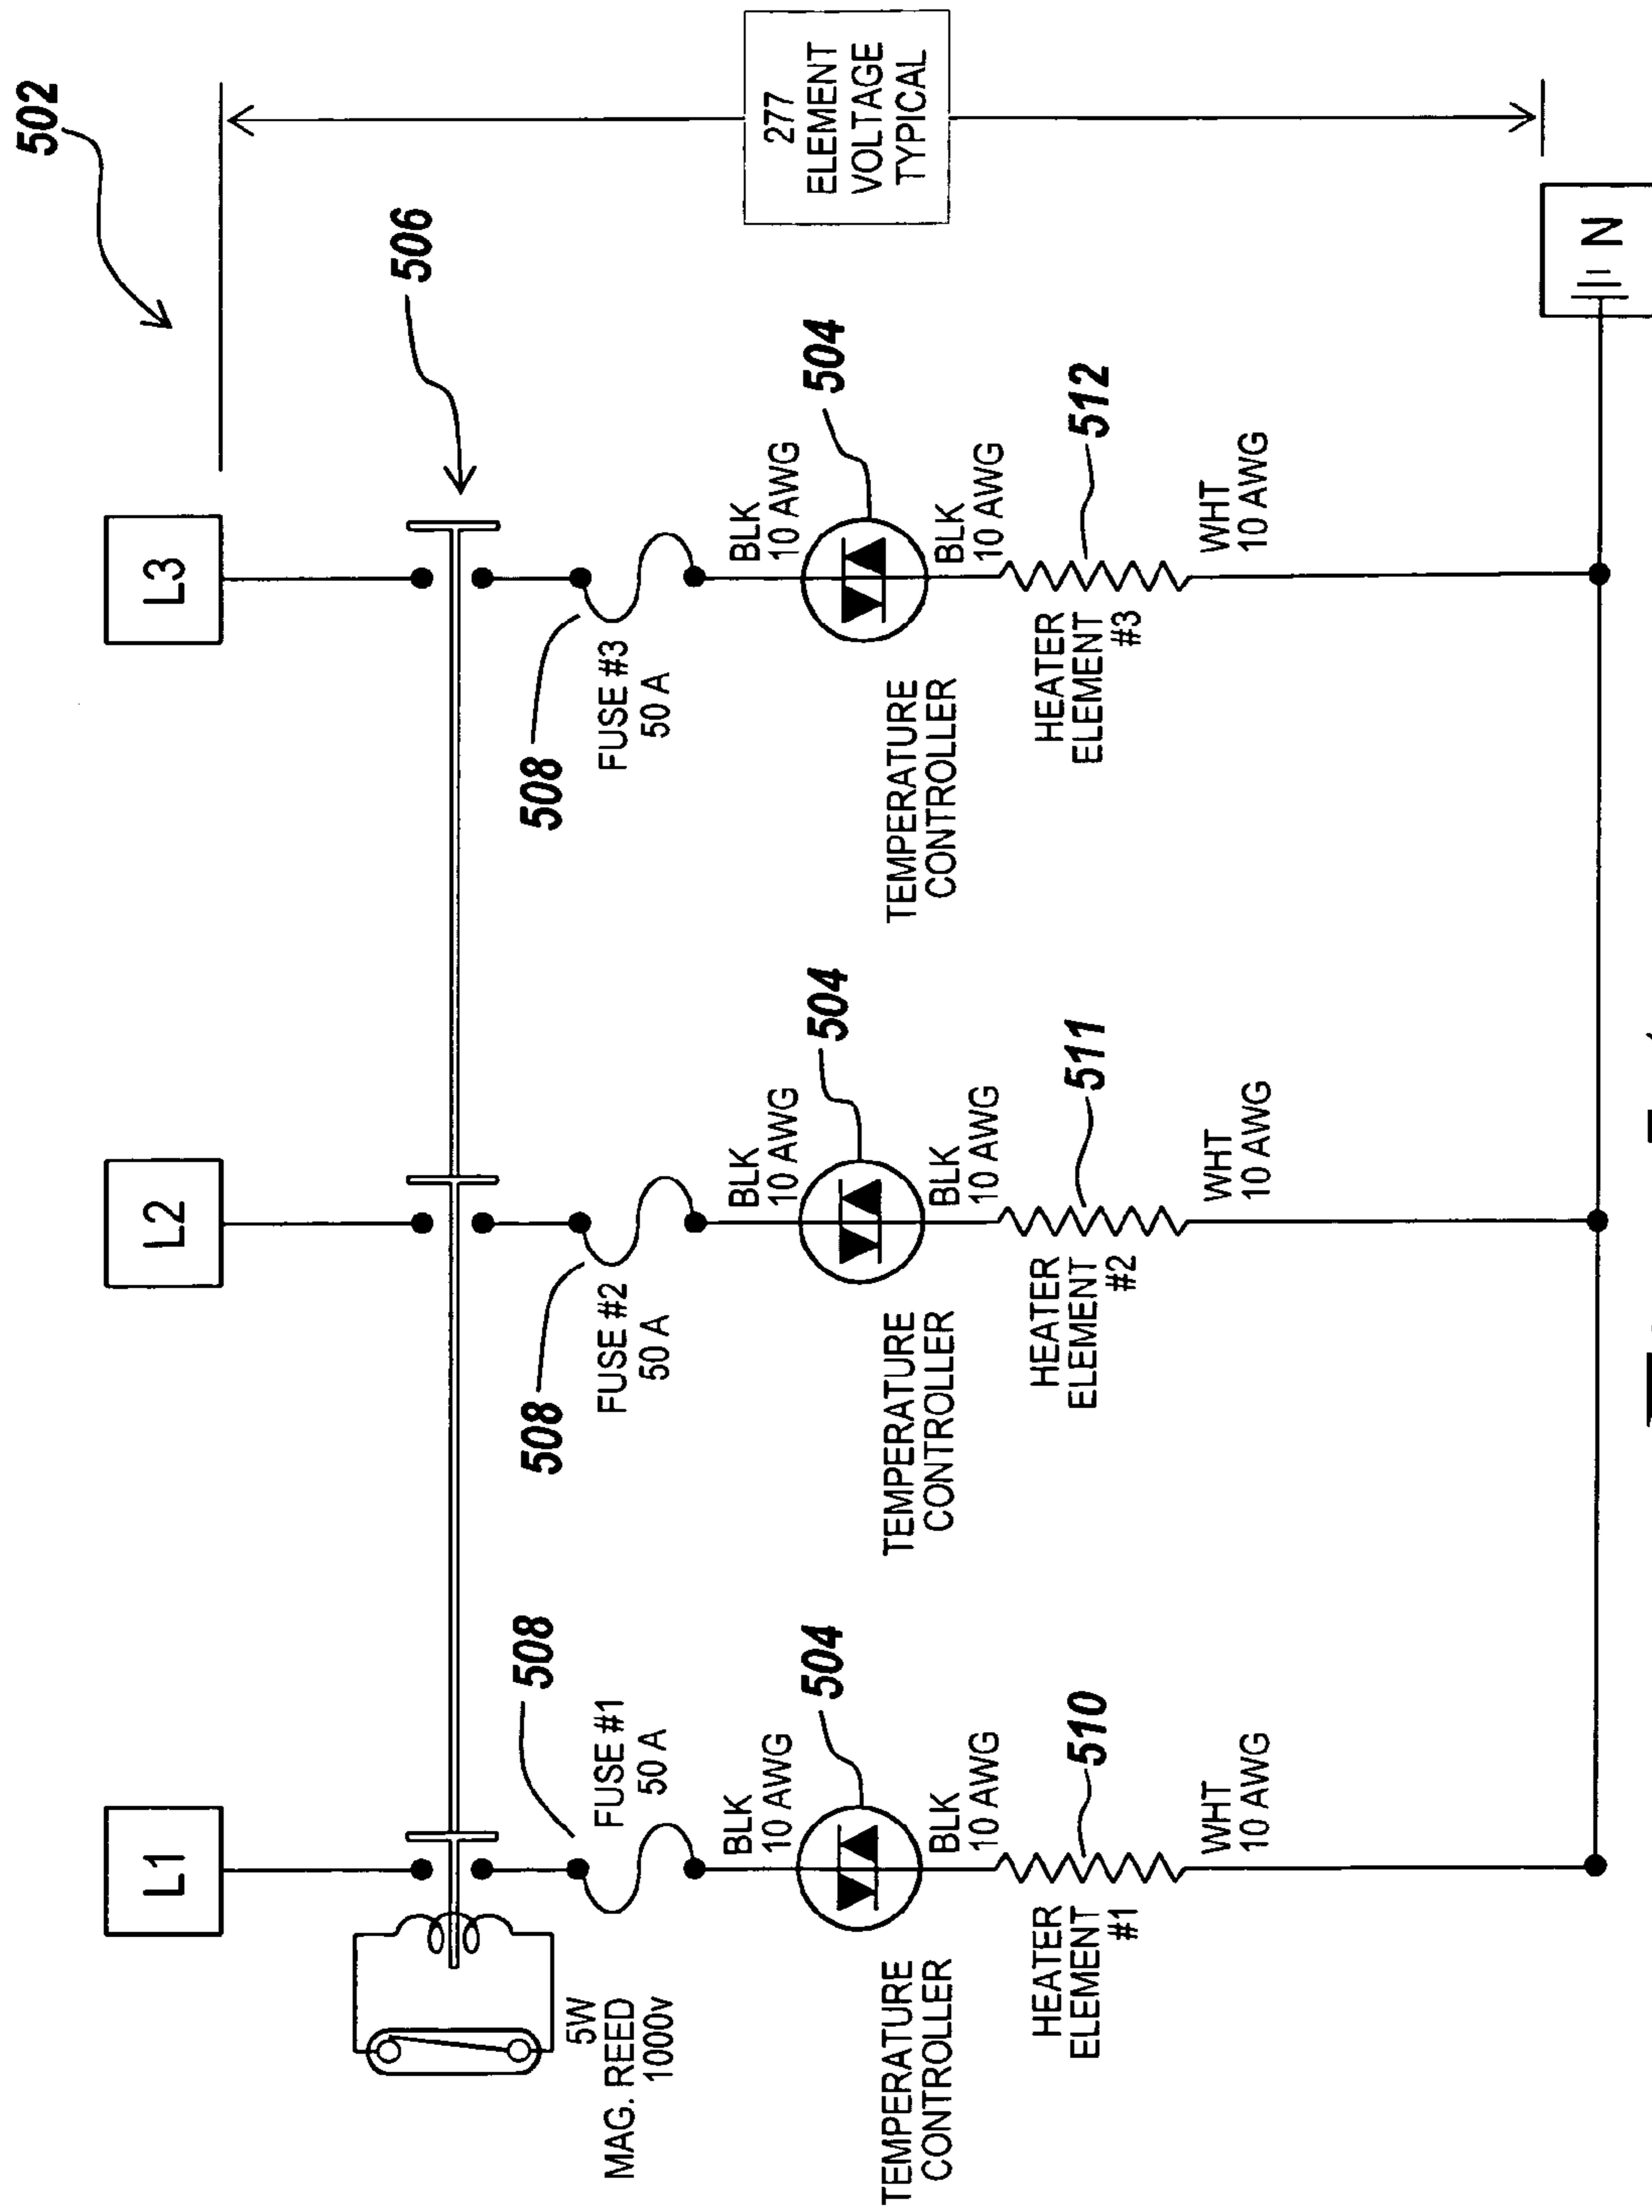 502
L1
L2
L3
506
5W
MAG. REED
1000v
508
FUSE #1
50 A
508
FUSE #2
50 A
508
FUSE #3
50 A
277
ELEMENT
VOLTAGE
TYPICAL
BLK
10 AWG
504
BLK
10 AWG
504
BLK
10 AWG
504
TEMPERATURE
CONTROLLER
TEMPERATURE
CONTROLLER
TEMPERATURE
CONTROLLER
BLK
10 AWG
BLK
10 AWG
BLK
10 AWG
HEATER
ELEMENT
#1
510
HEATER
ELEMENT
#2
511
HEATER
ELEMENT
#3
512
WHT
10 AWG
WHT
10 AWG
WHT
10 AWG
N